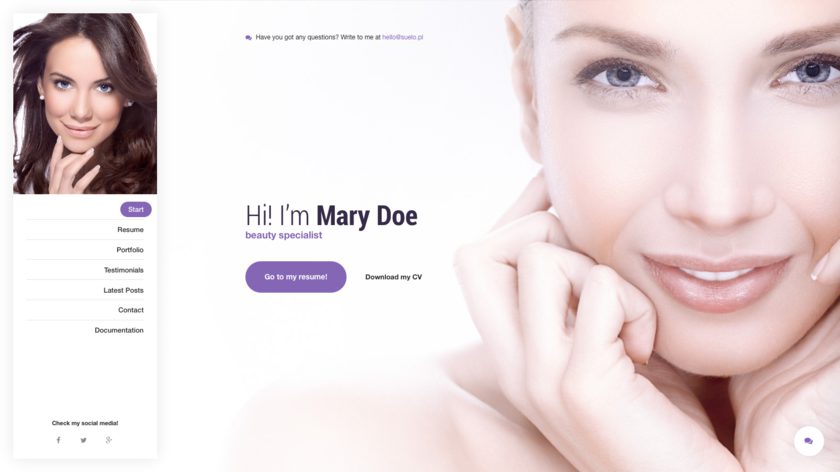 Have you got any questions? Write to me at hello@suelo.pl
Start
Resume
Portfolio
Testimonials
Latest Posts
Contact
Documentation
Check my social media!
Hi! I'm Mary Doe
beauty specialist
Go to my resume!
Download my CV